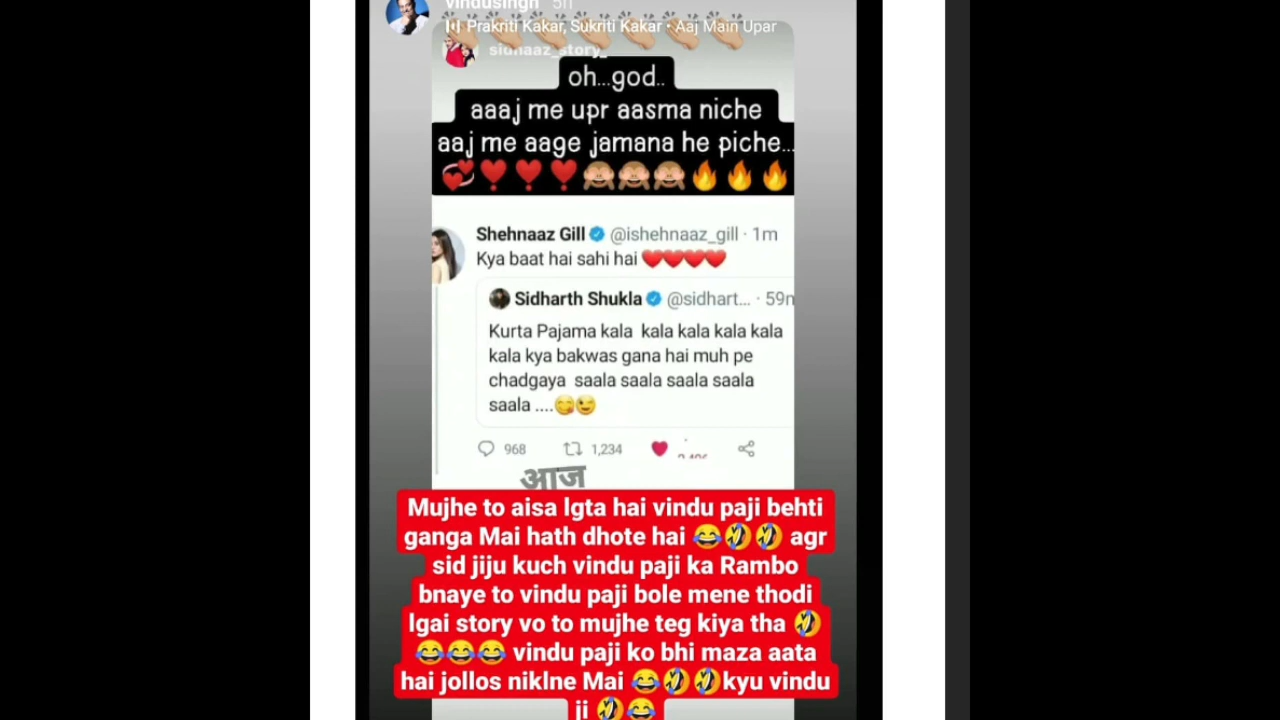 vindusingh 5h
Prakriti Kakar, Sukriti Kakar • Aaj Main Upar
sidnaaz_story_
oh...god..
aaaj me upr aasma niche
aaj me aage jamana he piche...
💞❣️❣️❣️🙈🙈🙈🔥🔥🔥
Shehnaaz Gill @ishehnaaz_gill · 1m
Kya baat hai sahi hai ❤️❤️❤️❤️
Sidharth Shukla @sidhart... · 59m
Kurta Pajama kala kala kala kala kala
kala kya bakwas gana hai muh pe
chadgaya saala saala saala saala
saala ....😋😉
968 1,234
आज
Mujhe to aisa lgta hai vindu paji behti
ganga Mai hath dhote hai 😂🤣🤣 agr
sid jiju kuch vindu paji ka Rambo
bnaye to vindu paji bole mene thodi
lgai story vo to mujhe teg kiya tha 🤣
😂😂😂 vindu paji ko bhi maza aata
hai jollos niklne Mai 😂🤣🤣kyu vindu
ji 🤣😂